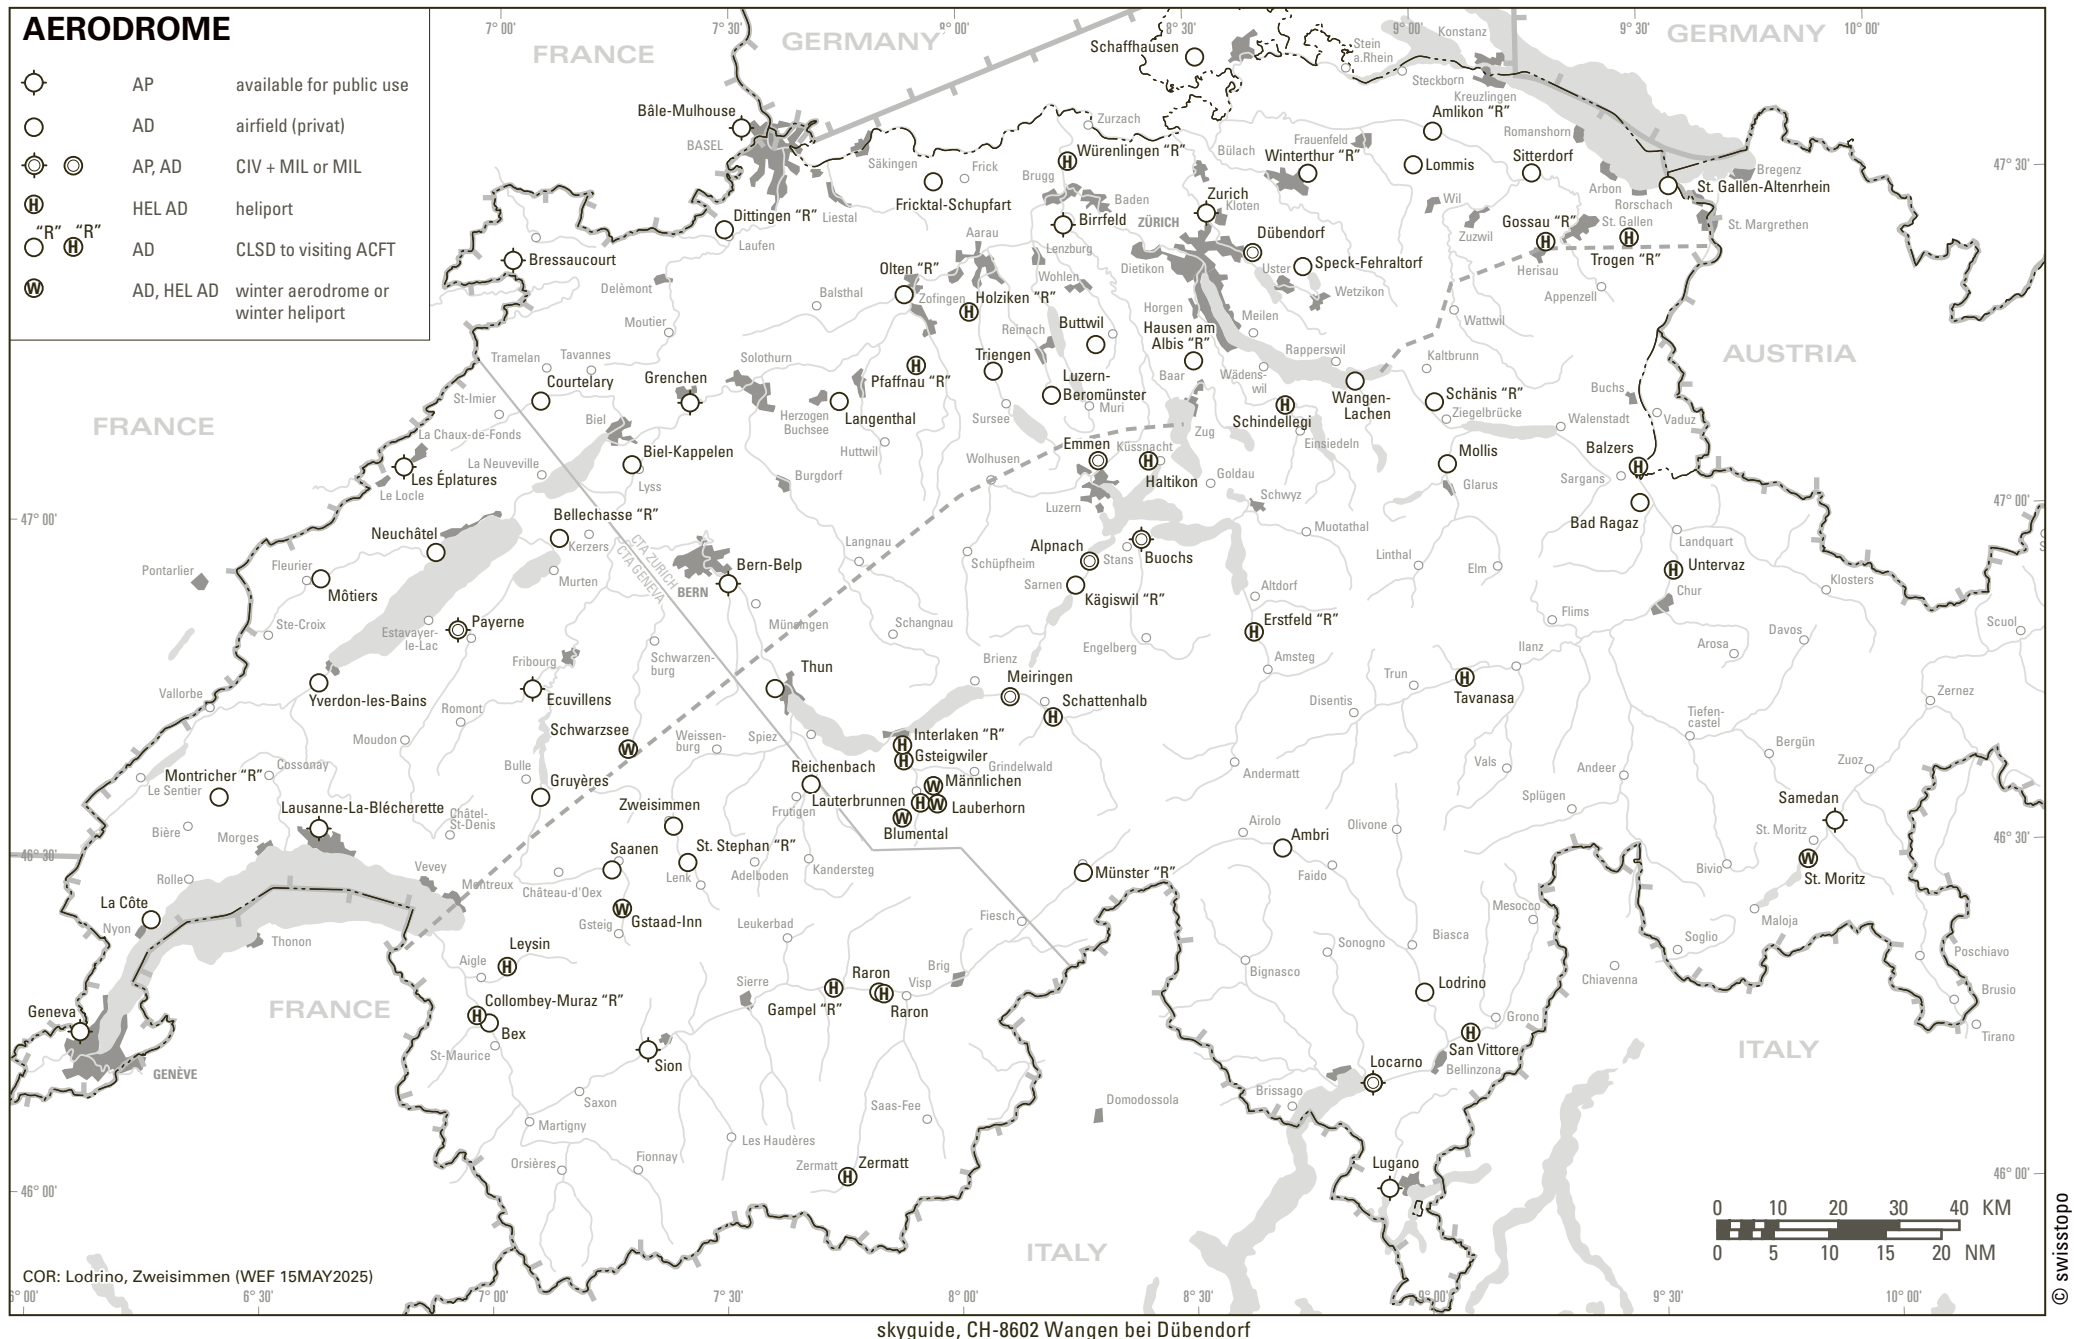 AERODROME
AP available for public use
AD airfield (privat)
AP, AD CIV + MIL or MIL
HEL AD heliport
“R” “R”
AD CLSD to visiting ACFT
AD, HEL AD winter aerodrome or
winter heliport
7° 00'
7° 30'
8° 00'
8° 30'
9° 00'
9° 30'
10° 00'
FRANCE
GERMANY
GERMANY
Schaffhausen
Stein
a.Rhein
Konstanz
Steckborn
Kreuzlingen
Bâle-Mulhouse
BASEL
Zurzach
Amlikon “R”
Romanshorn
Frauenfeld
Säkingen
Frick
Würenlingen “R”
Bülach
Winterthur “R”
Lommis
Sitterdorf
Bregenz
47° 30'
Fricktal-Schupfart
Brugg
Baden
Zurich
Kloten
Wil
Arbon
Rorschach
St. Gallen-Altenrhein
Dittingen “R”
Liestal
Laufen
Birrfeld
ZÜRICH
Dübendorf
Zuzwil
Gossau “R”
St. Gallen
St. Margrethen
Bressaucourt
Aarau
Lenzburg
Dietikon
Uster
Speck-Fehraltorf
Herisau
Trogen “R”
Delèmont
Balsthal
Olten “R”
Zofingen
Holziken “R”
Wohlen
Wetzikon
Appenzell
Moutier
Reinach
Buttwil
Horgen
Hausen am
Albis “R”
Meilen
Wattwil
AUSTRIA
Tramelan
Tavannes
Solothurn
Triengen
Rapperswil
Kaltbrunn
Courtelary
Grenchen
Pfaffnau “R”
Luzern-
Beromünster
Baar
Wädens-
wil
Wangen-
Lachen
Schänis “R”
Buchs
St-Imier
Herzogen
Buchsee
Langenthal
Sursee
Muri
Schindellegi
Ziegelbrücke
Walenstadt
Vaduz
FRANCE
La Chaux-de-Fonds
Biel
Huttwil
Zug
Einsiedeln
Les Éplatures
Le Locle
La Neuveville
Biel-Kappelen
Lyss
Burgdorf
Wolhusen
Emmen
Küssnacht
Haltikon
Goldau
Mollis
Glarus
Balzers
Sargans
Luzern
Schwyz
Bad Ragaz
47° 00'
47° 00'
Neuchâtel
Bellechasse “R”
Kerzers
CTA ZURICH
CTA GENEVA
Langnau
Muotathal
Landquart
Pontarlier
Fleurier
Môtiers
Murten
BERN
Bern-Belp
Schüpfheim
Alpnach
Stans
Buochs
Linthal
Elm
Untervaz
Klosters
Sarnen
Kägiswil “R”
Altdorf
Chur
Ste-Croix
Estavayer-
le-Lac
Payerne
Münsingen
Schangnau
Engelberg
Erstfeld “R”
Flims
Davos
Scuol
Fribourg
Schwarzen-
burg
Thun
Brienz
Amsteg
Ilanz
Arosa
Vallorbe
Yverdon-les-Bains
Ecuvillens
Meiringen
Schattenhalb
Trun
Tavanasa
Zernez
Romont
Disentis
Tiefen-
castel
Moudon
Schwarzsee
Weissen-
burg
Spiez
Interlaken “R”
Gsteigwiler
Grindelwald
Andermatt
Vals
Andeer
Bergün
Zuoz
Montricher “R”
Le Sentier
Cossonay
Bulle
Gruyères
Reichenbach
Männlichen
Lauterbrunnen
Lauberhorn
Blumental
Splügen
Samedan
Lausanne-La-Blécherette
Châtel-
St-Denis
Zweisimmen
Frutigen
Bière
Morges
St. Stephan “R”
Airolo
Ambri
Olivone
St. Moritz
46° 30'
46° 30'
Saanen
Lenk
Adelboden
Kandersteg
Münster “R”
Faido
Bivio
St. Moritz
Rolle
Vevey
Montreux
Château-d'Oex
La Côte
Nyon
Gstaad-Inn
Gsteig
Leukerbad
Fiesch
Mesocco
Maloja
Thonon
Leysin
Aigle
Sonogno
Biasca
Soglio
Poschiavo
Brig
Bignasco
Chiavenna
Sierre
Raron
Visp
Gampel “R”
Raron
Lodrino
Brusio
Geneva
FRANCE
Collombey-Muraz “R”
Bex
Grono
Tirano
St-Maurice
Sion
San Vittore
Bellinzona
ITALY
GENÈVE
Locarno
Brissago
Saxon
Martigny
Saas-Fee
Domodossola
Les Haudères
Orsières
Fionnay
Zermatt
Zermatt
Lugano
46° 00'
46° 00'
0 10 20 30 40 KM
0 5 10 15 20 NM
ITALY
COR: Lodrino, Zweisimmen (WEF 15MAY2025)
6° 00'
6° 30'
7° 00'
7° 30'
8° 00'
8° 30'
9° 00'
9° 30'
10° 00'
skyguide, CH-8602 Wangen bei Dübendorf
© swisstopo